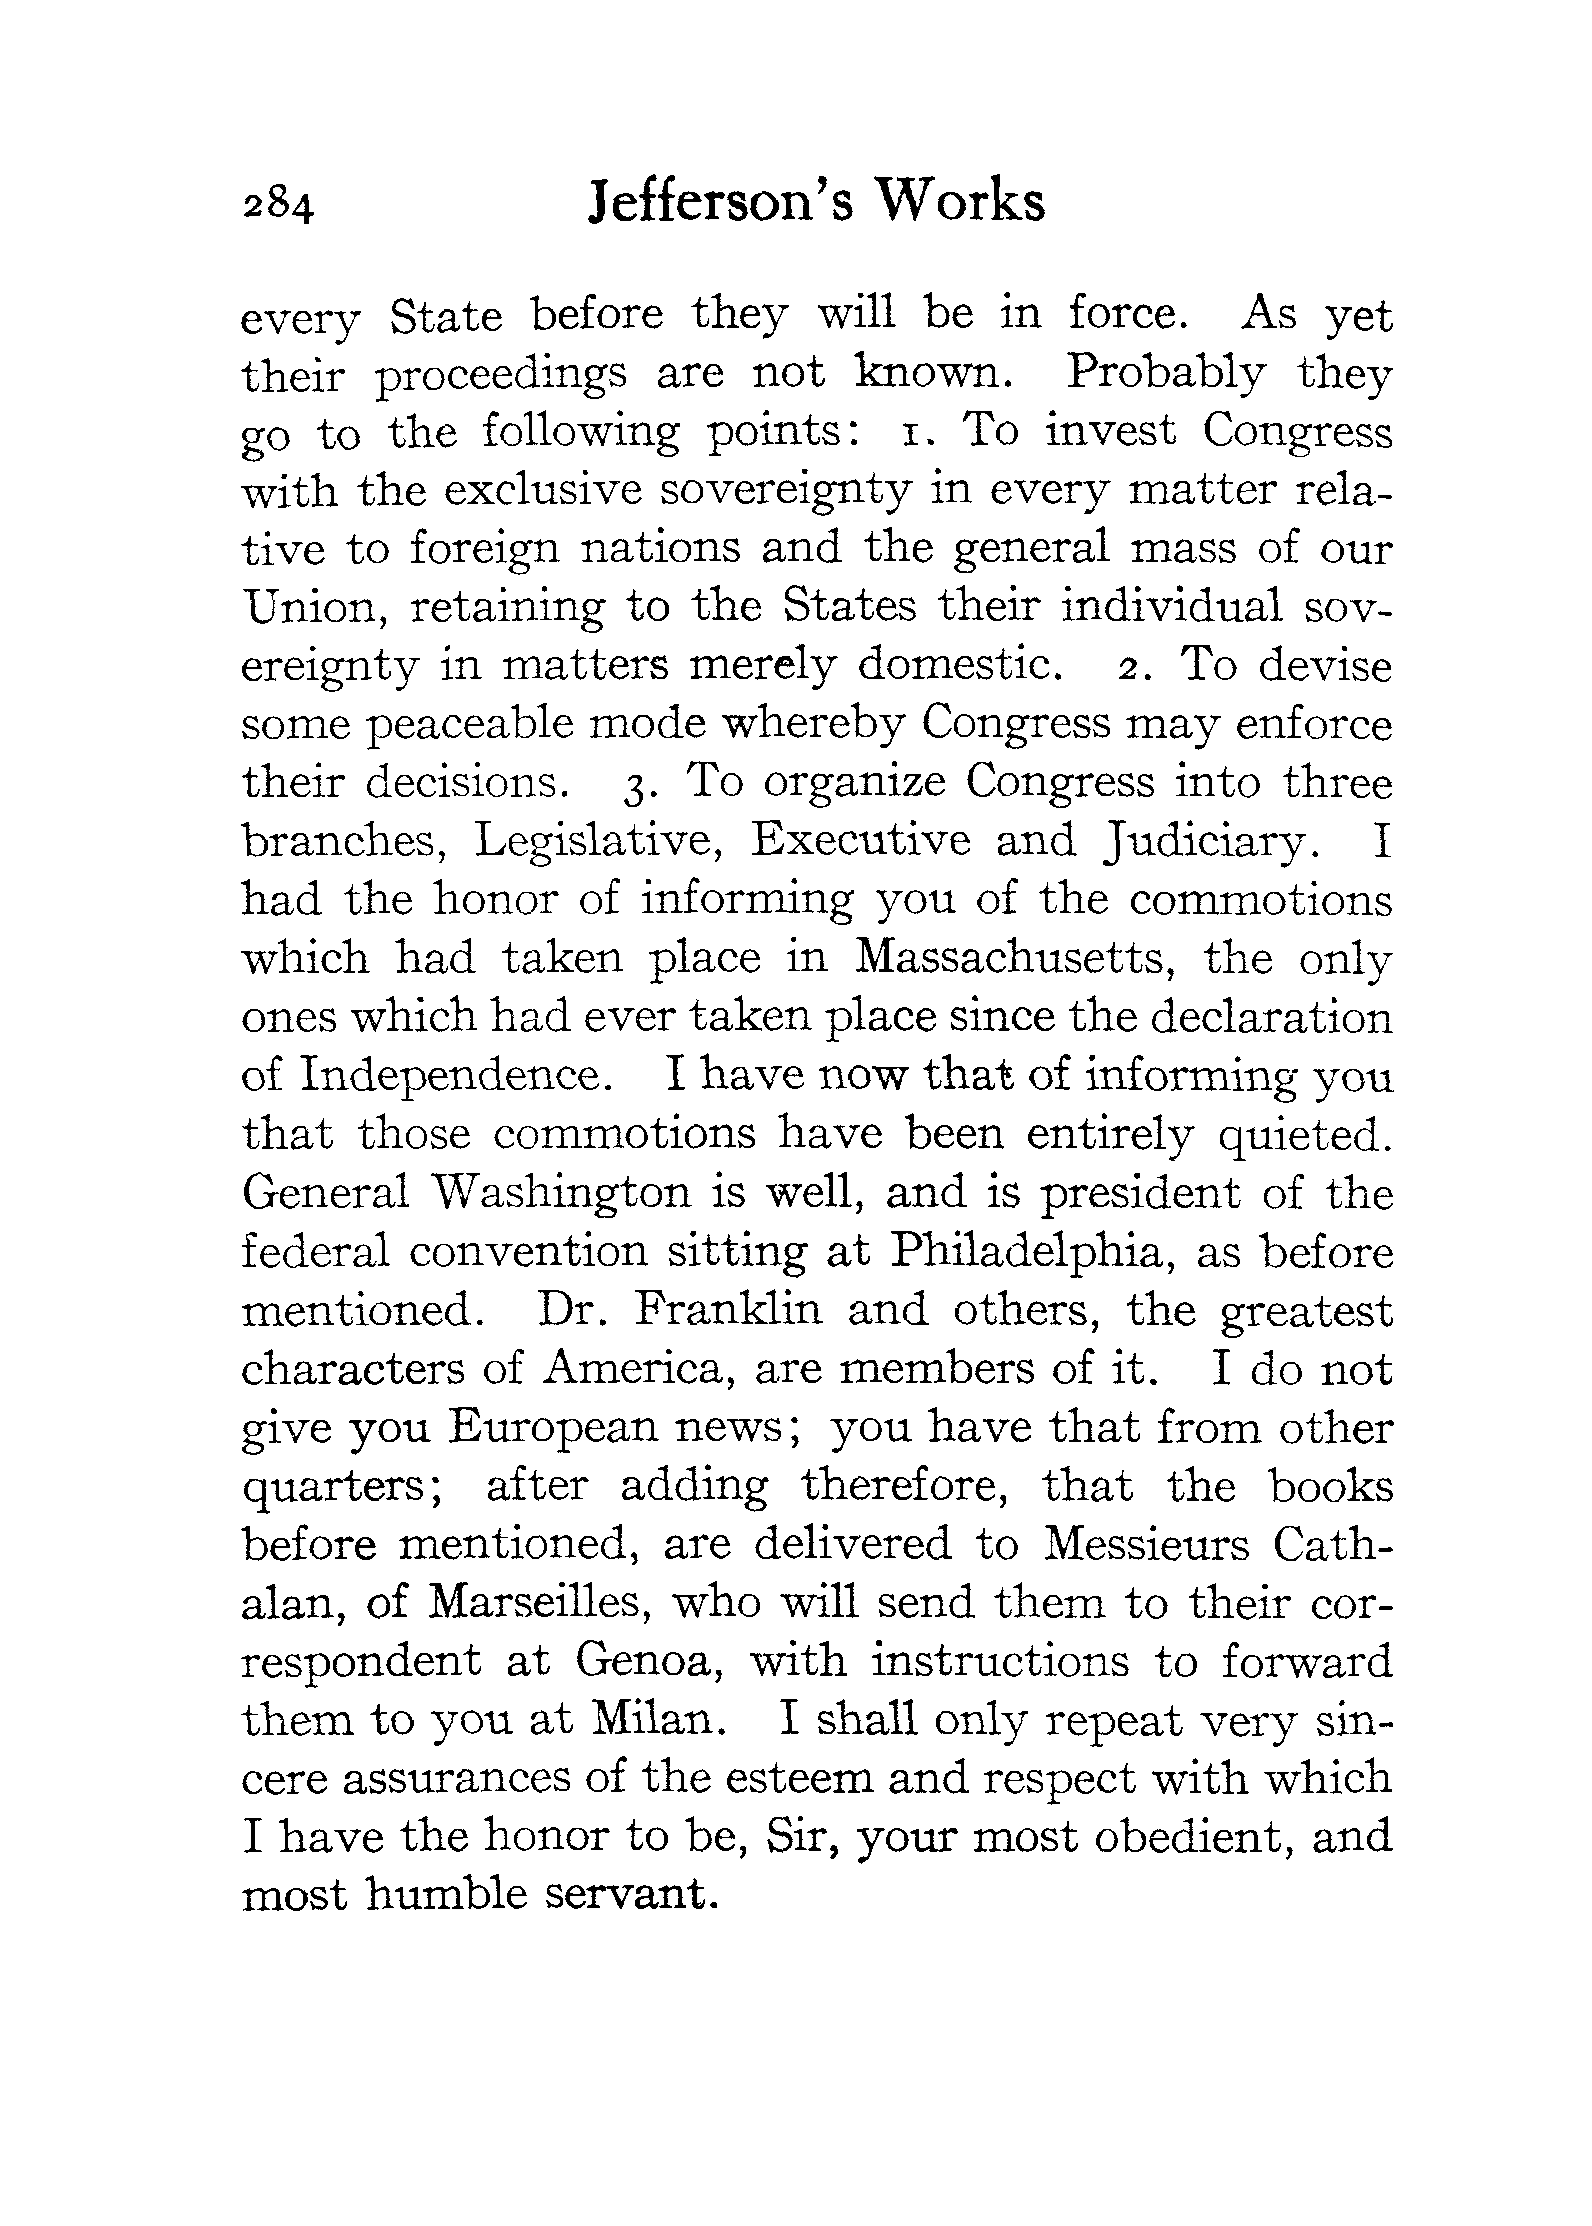 284 Jefferson's Works
every State before they will be in force. As yet
their proceedings are not known. Probably they
go to the following points: 1. To invest Congress
with the exclusive sovereignty in every matter rela-
tive to foreign nations and the general mass of our
Union, retaining to the States their individual sov-
ereignty in matters merely domestic. 2. To devise
some peaceable mode whereby Congress may enforce
their decisions. 3. To organize Congress into three
branches, Legislative, Executive and Judiciary. I
had the honor of informing you of the commotions
which had taken place in Massachusetts, the only
ones which had ever taken place since the declaration
of Independence. I have now that of informing you
that those commotions have been entirely quieted.
General Washington is well, and is president of the
federal convention sitting at Philadelphia, as before
mentioned. Dr. Franklin and others, the greatest
characters of America, are members of it. I do not
give you European news; you have that from other
quarters; after adding therefore, that the books
before mentioned, are delivered to Messieurs Cath-
alan, of Marseilles, who will send them to their cor-
respondent at Genoa, with instructions to forward
them to you at Milan. I shall only repeat very sin-
cere assurances of the esteem and respect with which
I have the honor to be, Sir, your most obedient, and
most humble servant.